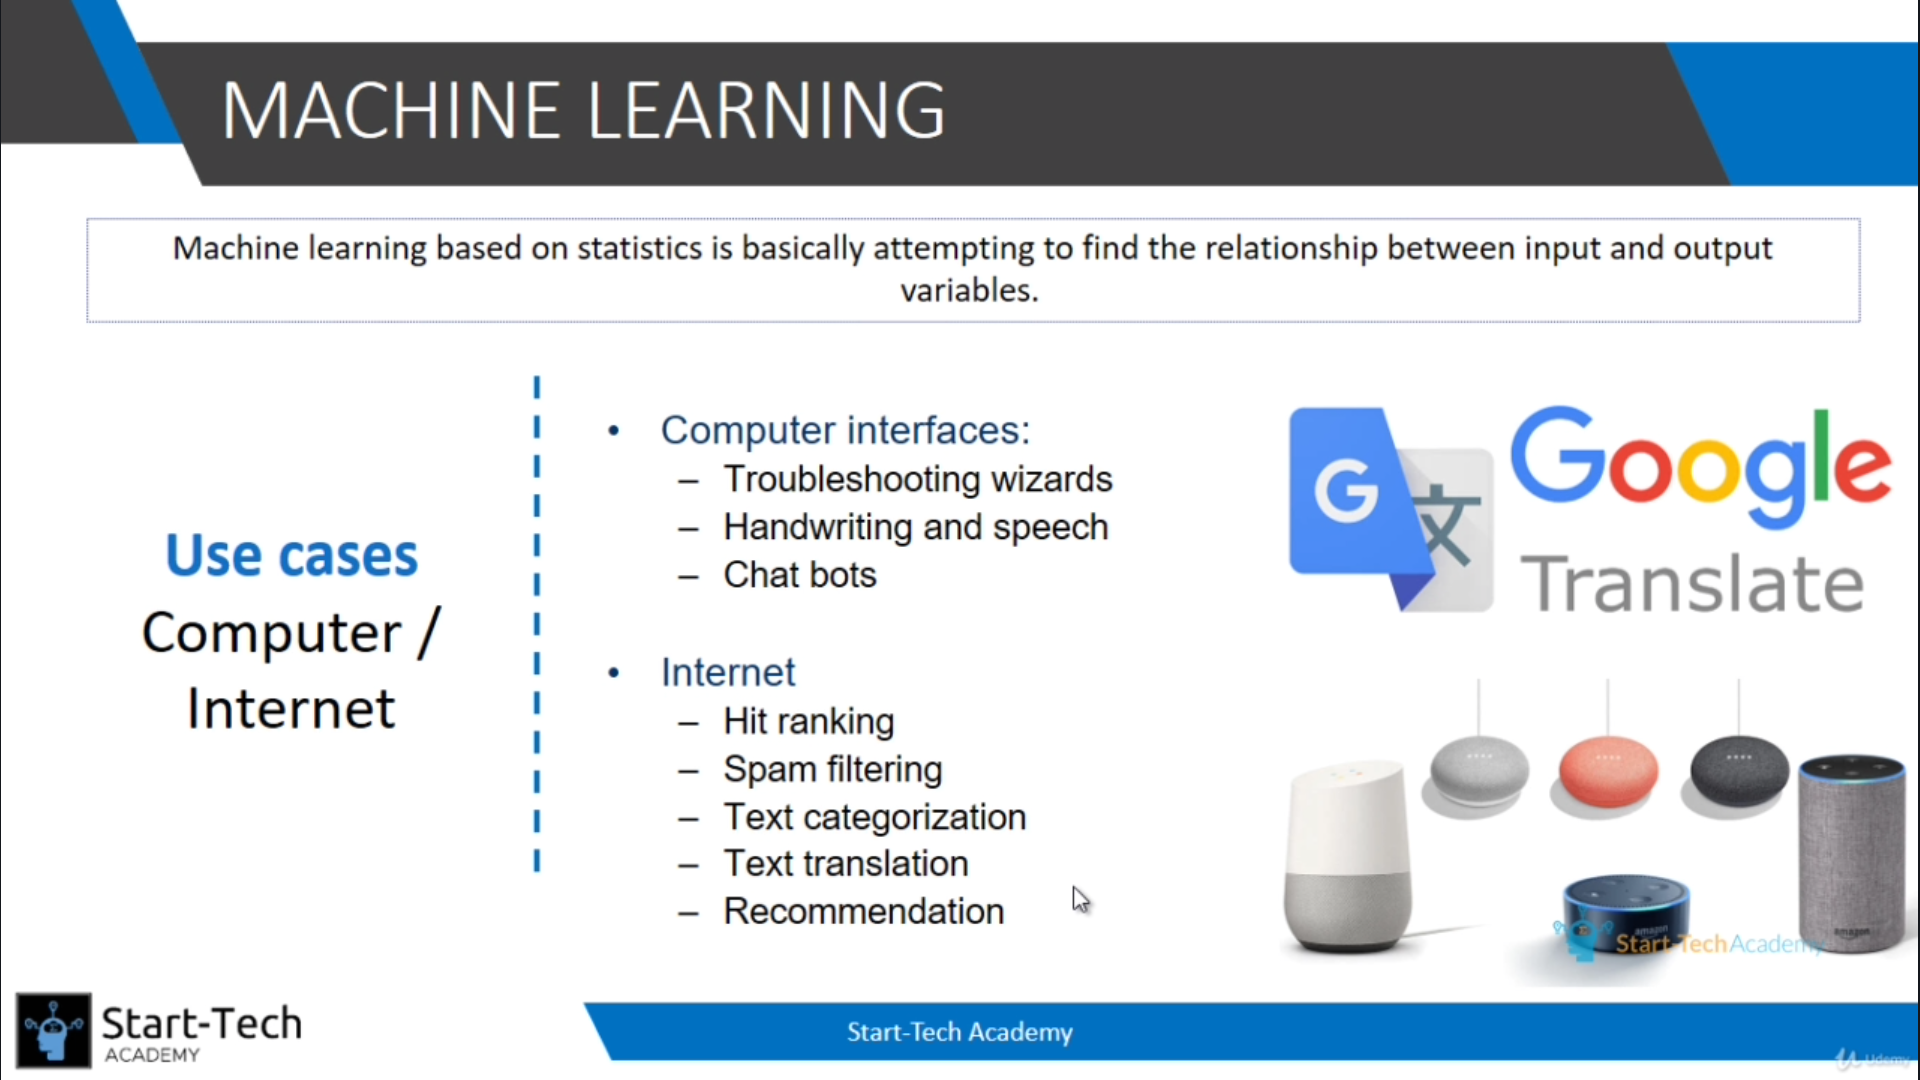 MACHINE LEARNING
Machine learning based on statistics is basically attempting to find the relationship between input and output
variables.
Use cases
Computer /
Internet
• Computer interfaces:
– Troubleshooting wizards
– Handwriting and speech
– Chat bots
• Internet
– Hit ranking
– Spam filtering
– Text categorization
– Text translation
– Recommendation
G
文
Google
Translate
amazon
amazon
Start-Tech Academy
Start-Tech
ACADEMY
Start-Tech Academy
Udemy